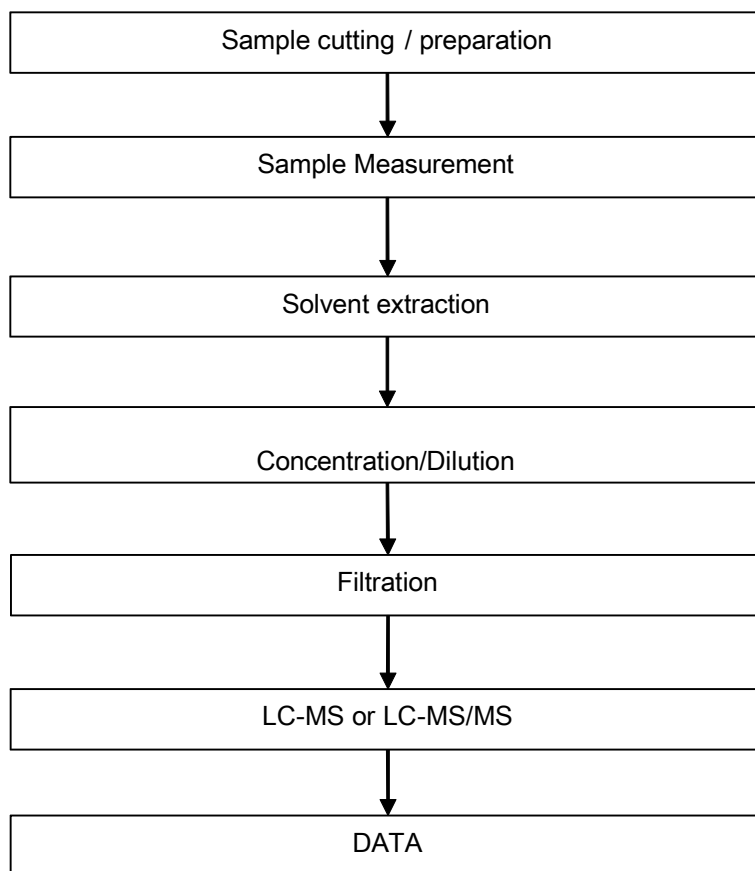 Sample cutting / preparation
Sample Measurement
Solvent extraction
Concentration/Dilution
Filtration
LC-MS or LC-MS/MS
DATA